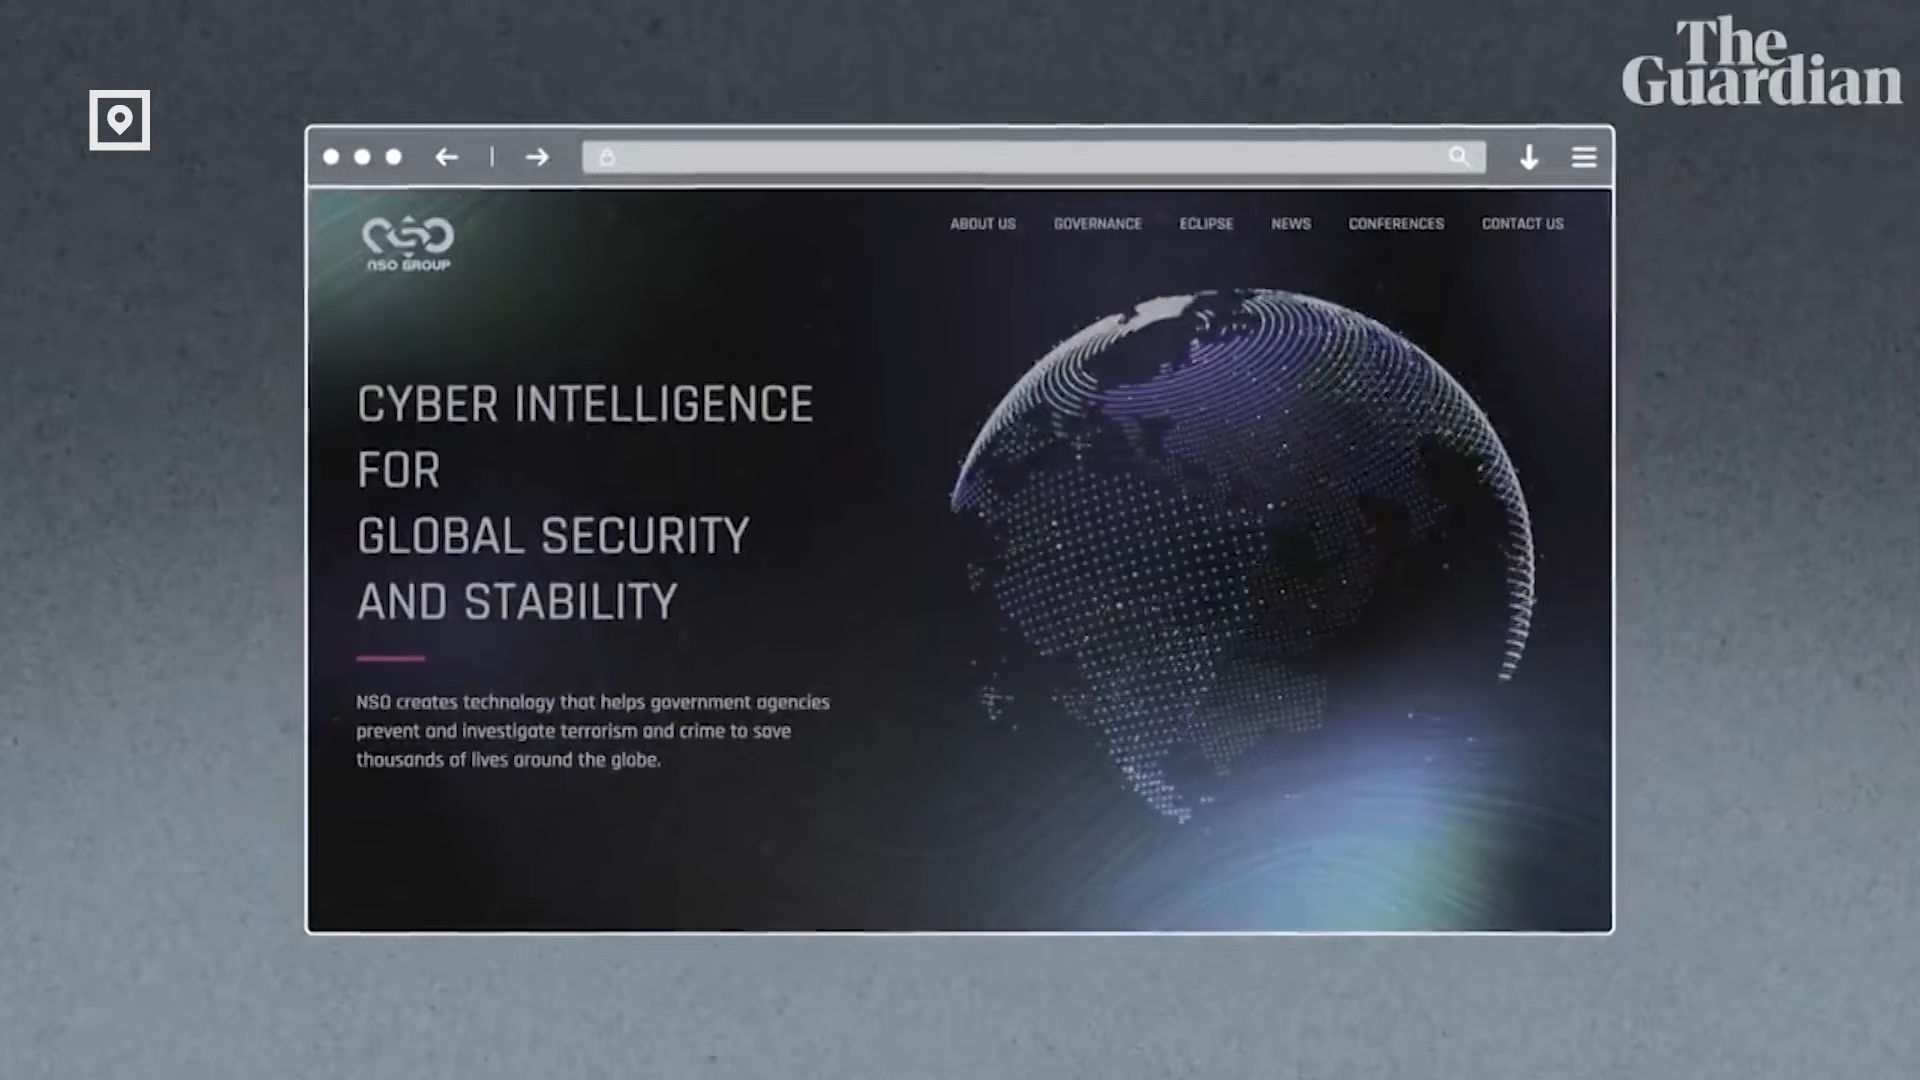 The
Guardian
NSO GROUP
ABOUT US
GOVERNANCE
ECLIPSE
NEWS
CONFERENCES
CONTACT US
CYBER INTELLIGENCE
FOR
GLOBAL SECURITY
AND STABILITY
NSO creates technology that helps government agencies
prevent and investigate terrorism and crime to save
thousands of lives around the globe.